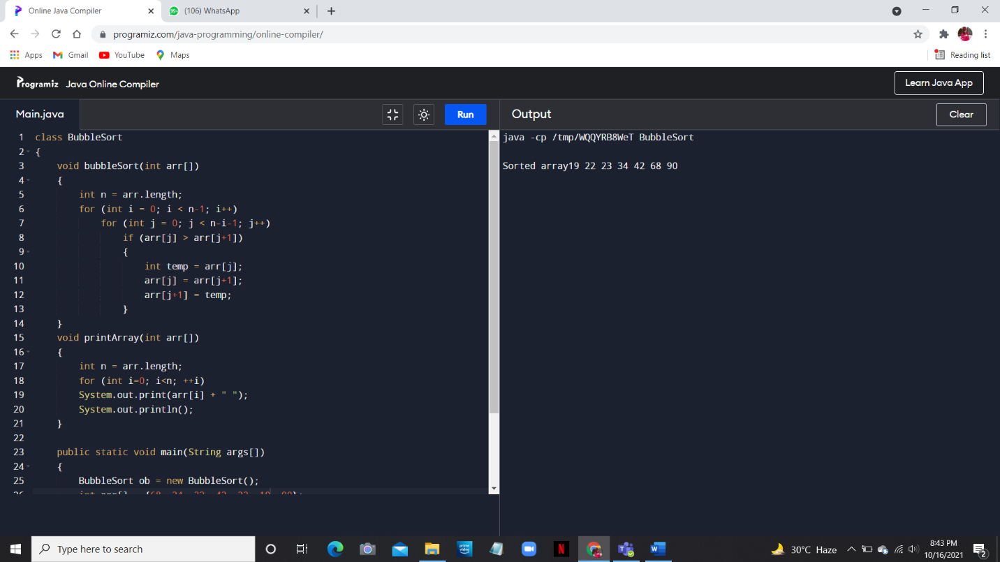 Online Java Compiler
99+ (106) WhatsApp
programiz.com/java-programming/online-compiler/
Apps Gmail YouTube Maps Reading list
Programiz Java Online Compiler Learn Java App
Main.java Run Output Clear
1 class BubbleSort
2 {
3 void bubbleSort(int arr[])
4 {
5 int n = arr.length;
6 for (int i = 0; i < n-1; i++)
7 for (int j = 0; j < n-i-1; j++)
8 if (arr[j] > arr[j+1])
9 {
10 int temp = arr[j];
11 arr[j] = arr[j+1];
12 arr[j+1] = temp;
13 }
14 }
15 void printArray(int arr[])
16 {
17 int n = arr.length;
18 for (int i=0; i<n; ++i)
19 System.out.print(arr[i] + " ");
20 System.out.println();
21 }
22
23 public static void main(String args[])
24 {
25 BubbleSort ob = new BubbleSort();
java -cp /tmp/WQQYRB8WeT BubbleSort
Sorted array19 22 23 34 42 68 90
Type here to search
prime video
N
W
30°C Haze
8:43 PM
10/16/2021
2